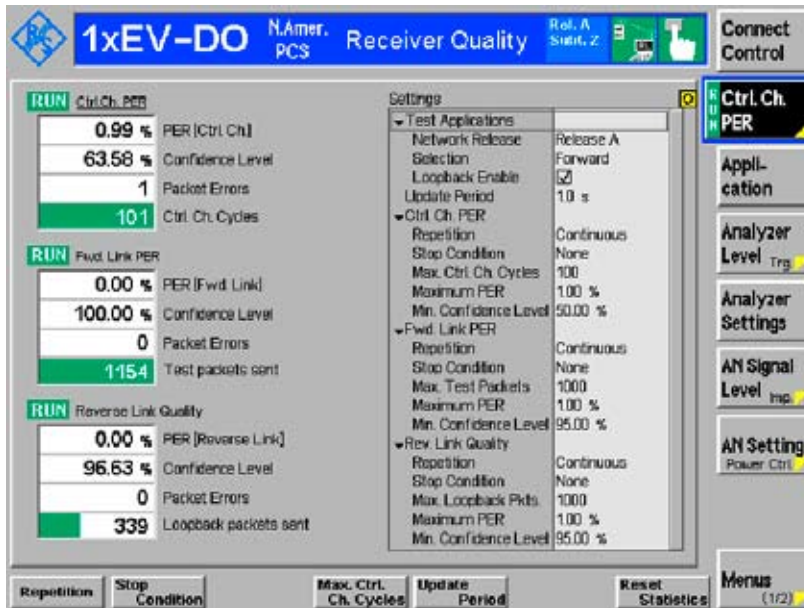 1xEV-DO
N.Amer.
PCS
Receiver Quality
Rel. A
Subt. 2
Connect
Control
RUN Ctrl.Ch. PER
0.99 % PER [Ctrl. Ch.]
63.58 % Confidence Level
1 Packet Errors
101 Ctrl. Ch. Cycles
RUN Fwd. Link PER
0.00 % PER [Fwd. Link]
100.00 % Confidence Level
0 Packet Errors
1154 Test packets sent
RUN Reverse Link Quality
0.00 % PER [Reverse Link]
96.63 % Confidence Level
0 Packet Errors
339 Loopback packets sent
Settings
Test Applications
Network Release Release A
Selection Forward
Loopback Enable
Update Period 1.0 s
Ctrl. Ch. PER
Repetition Continuous
Stop Condition None
Max. Ctrl. Ch. Cycles 100
Maximum PER 1.00 %
Min. Confidence Level 50.00 %
Fwd. Link PER
Repetition Continuous
Stop Condition None
Max. Test Packets 1000
Maximum PER 1.00 %
Min. Confidence Level 95.00 %
Rev. Link Quality
Repetition Continuous
Stop Condition None
Max. Loopback Pkts. 1000
Maximum PER 1.00 %
Min. Confidence Level 95.00 %
RUN
Ctrl. Ch.
PER
Appli-
cation
Analyzer
Level Trg
Analyzer
Settings
AN Signal
Level Imp.
AN Setting
Power Ctrl
Menus
(1/2)
Repetition
Stop
Condition
Max. Ctrl.
Ch. Cycles
Update
Period
Reset
Statistics